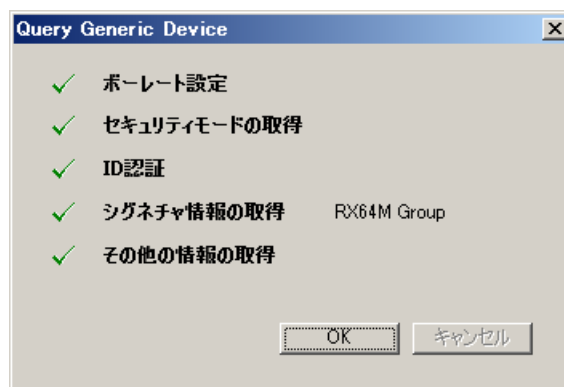 Query Generic Device
ボーレート設定
セキュリティモードの取得
ID認証
シグネチャ情報の取得 RX64M Group
その他の情報の取得
OK キャンセル